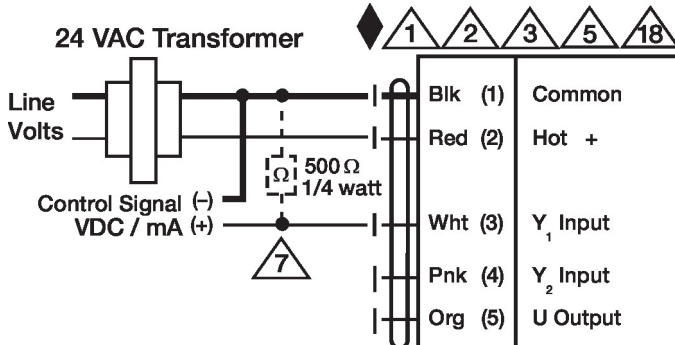 1 2 3 5 18
24 VAC Transformer
Line
Volts
Blk (1) Common
Red (2) Hot +
Ω 500 Ω
1/4 watt
Control Signal (–)
VDC / mA (+)
Wht (3) Y1 Input
7
Pnk (4) Y2 Input
Org (5) U Output